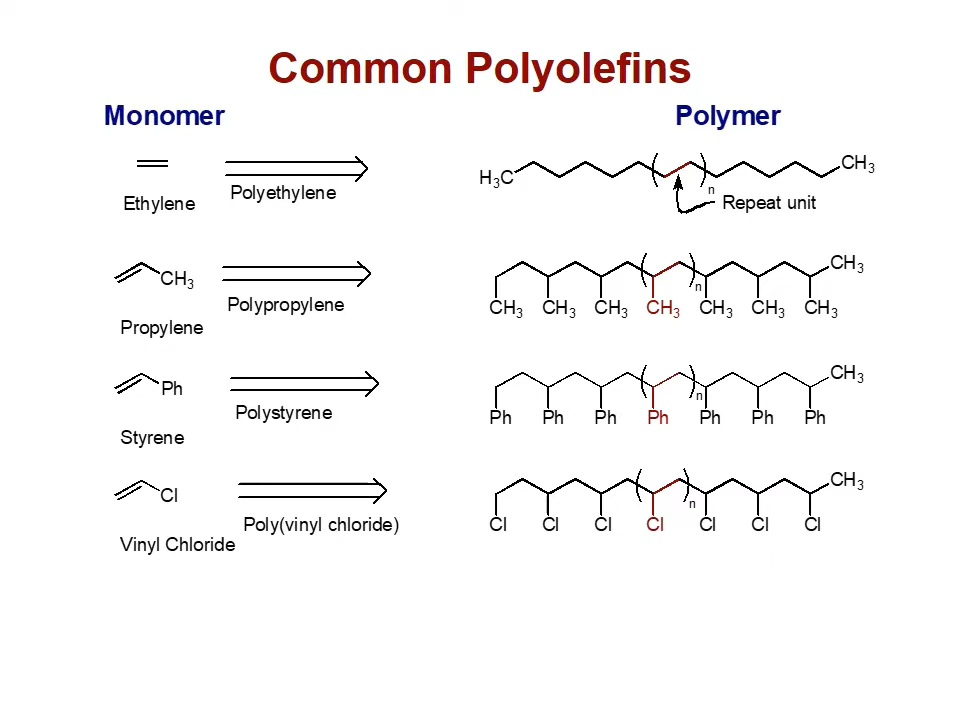 Common Polyolefins
Monomer
Polymer
Ethylene
Polyethylene
H₃C
CH₃
n
Repeat unit
CH₃
Propylene
Polypropylene
CH₃
n
CH₃ CH₃ CH₃ CH₃ CH₃ CH₃ CH₃
Ph
Styrene
Polystyrene
CH₃
n
Ph Ph Ph Ph Ph Ph Ph
Cl
Vinyl Chloride
Poly(vinyl chloride)
CH₃
n
Cl Cl Cl Cl Cl Cl Cl